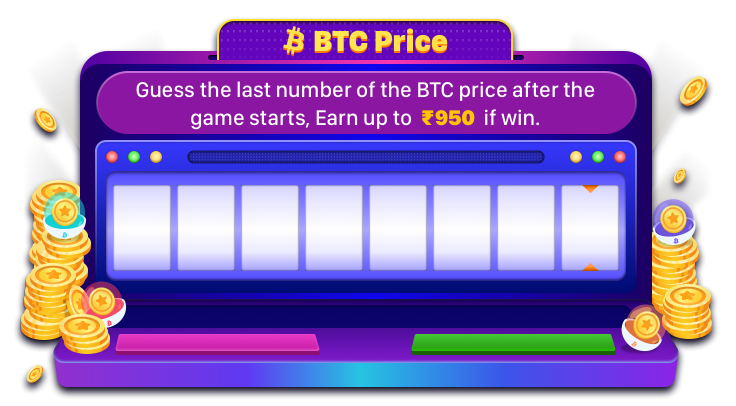 ₿ BTC Price
Guess the last number of the BTC price after the
game starts, Earn up to ₹950 if win.